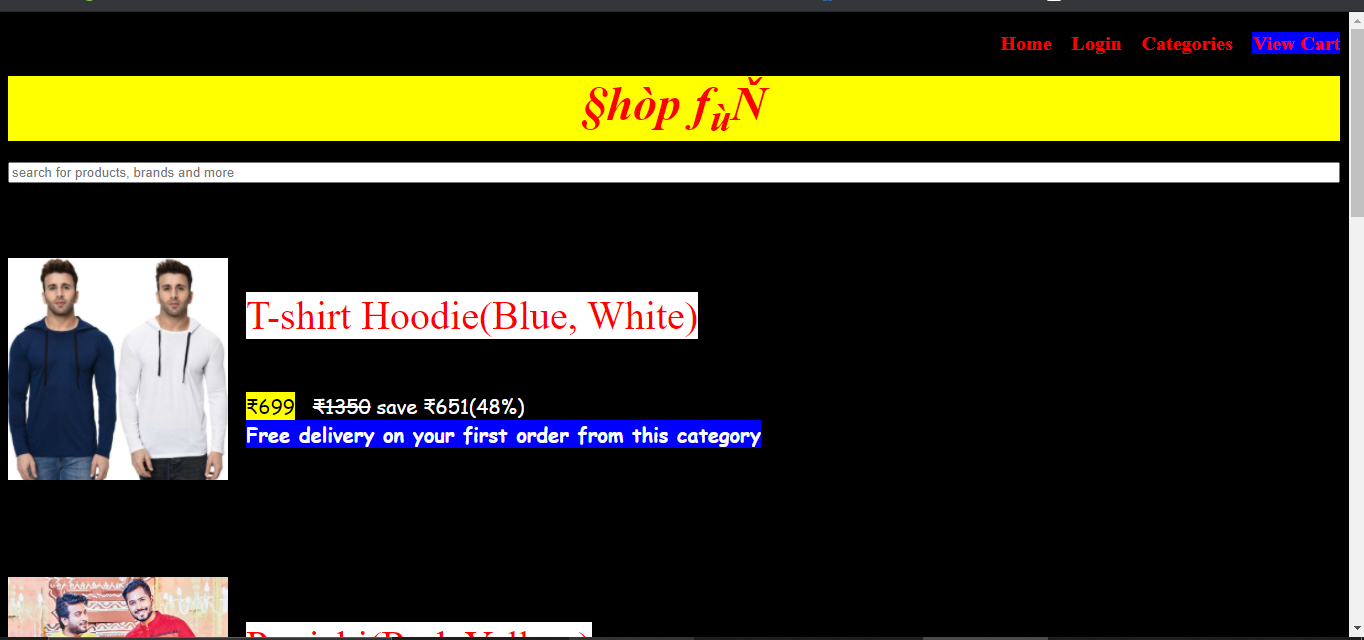 Home Login Categories View Cart
§hòp fùŇ
search for products, brands and more
T-shirt Hoodie(Blue, White)
₹699 ₹1350 save ₹651(48%)
Free delivery on your first order from this category